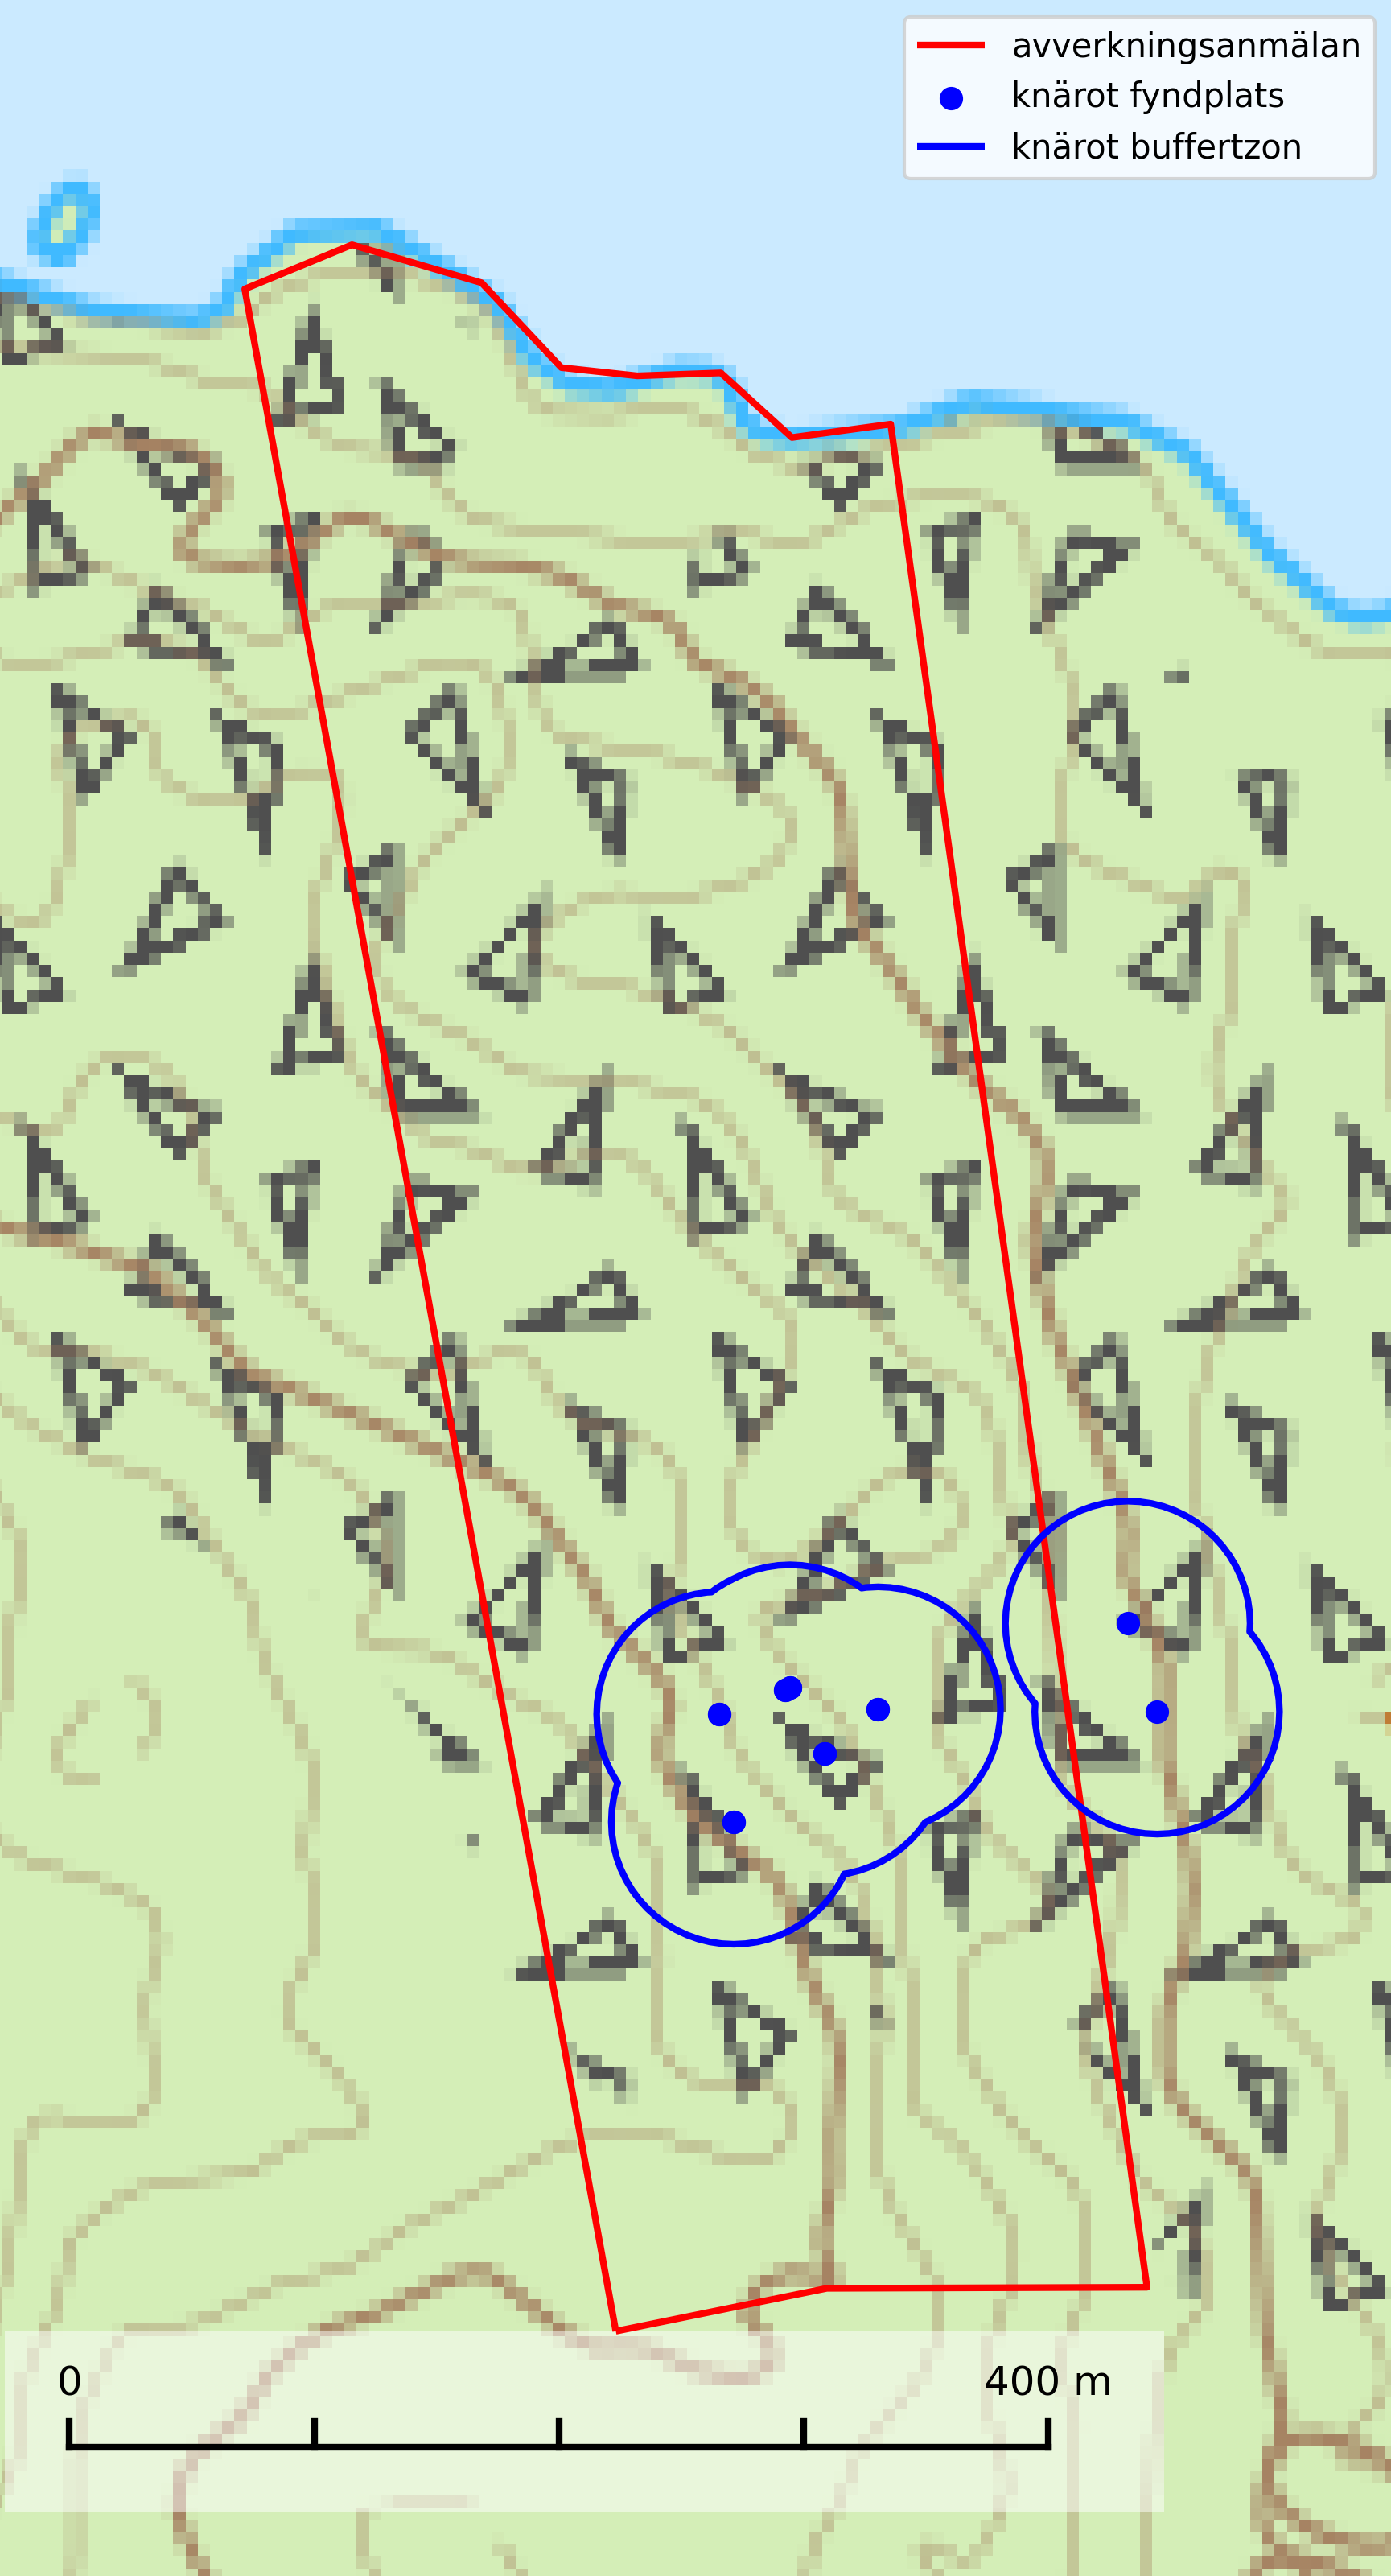 avverkningsanmälan
knärot fyndplats
knärot buffertzon
0
400 m